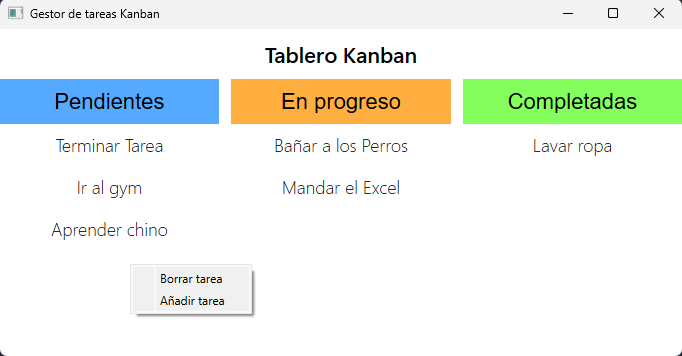 Gestor de tareas Kanban
Tablero Kanban
Pendientes
En progreso
Completadas
Terminar Tarea
Bañar a los Perros
Lavar ropa
Ir al gym
Mandar el Excel
Aprender chino
Borrar tarea
Añadir tarea